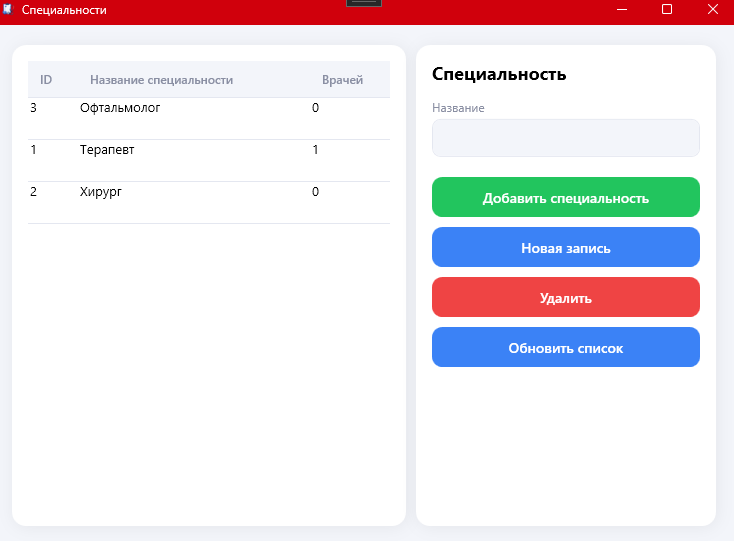 Специальности
ID Название специальности Врачей
3 Офтальмолог 0
1 Терапевт 1
2 Хирург 0
Специальность
Название
Добавить специальность
Новая запись
Удалить
Обновить список